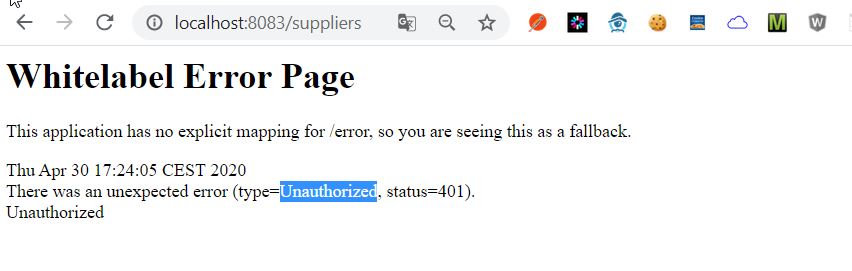 localhost:8083/suppliers
Whitelabel Error Page
This application has no explicit mapping for /error, so you are seeing this as a fallback.
Thu Apr 30 17:24:05 CEST 2020
There was an unexpected error (type=Unauthorized, status=401).
Unauthorized